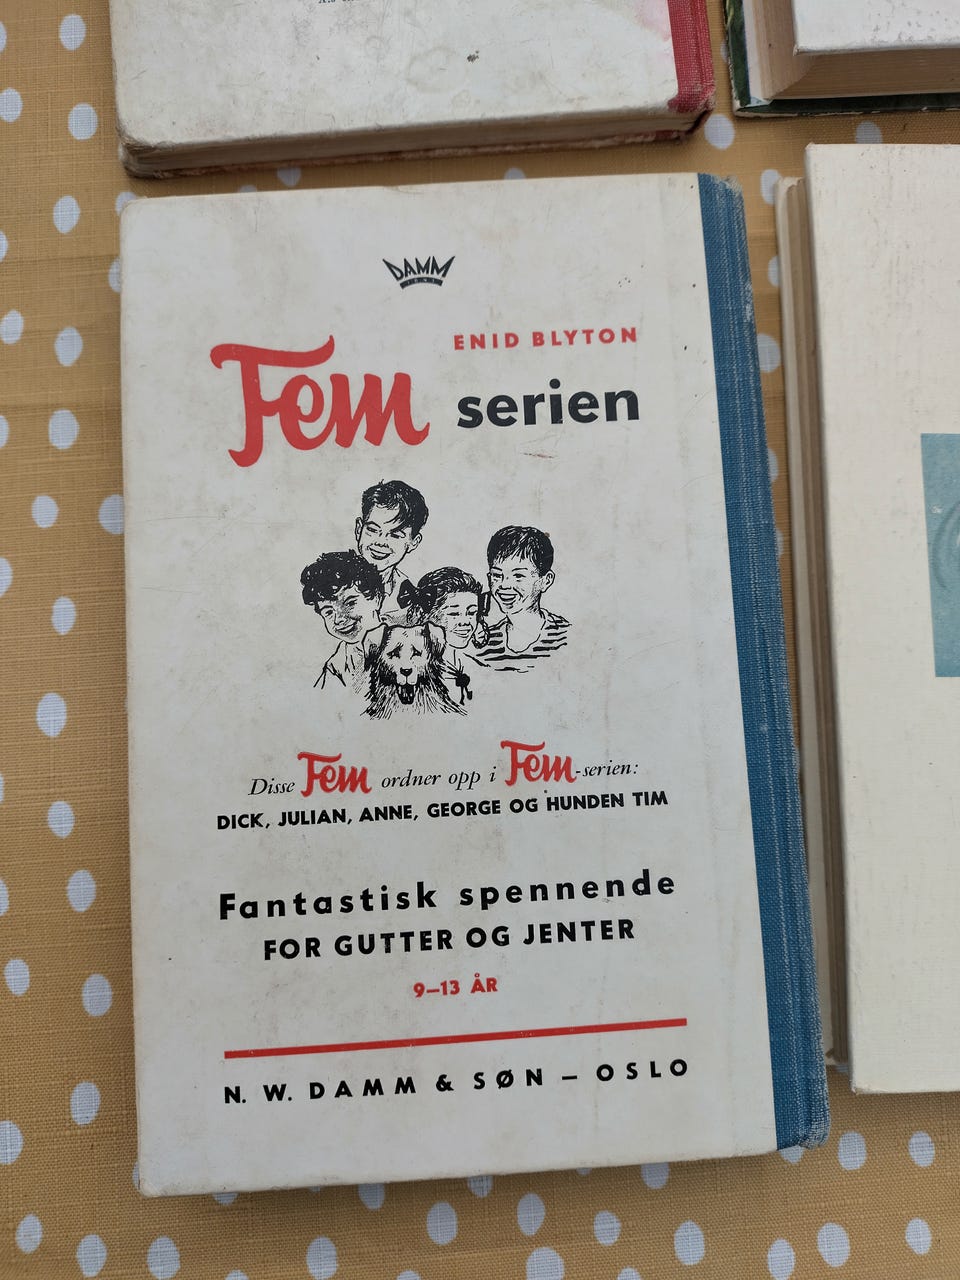 DAMM
ENID BLYTON
Fem serien
Disse Fem ordner opp i Fem-serien:
DICK, JULIAN, ANNE, GEORGE OG HUNDEN TIM
Fantastisk spennende
FOR GUTTER OG JENTER
9–13 ÅR
N. W. DAMM & SØN – OSLO